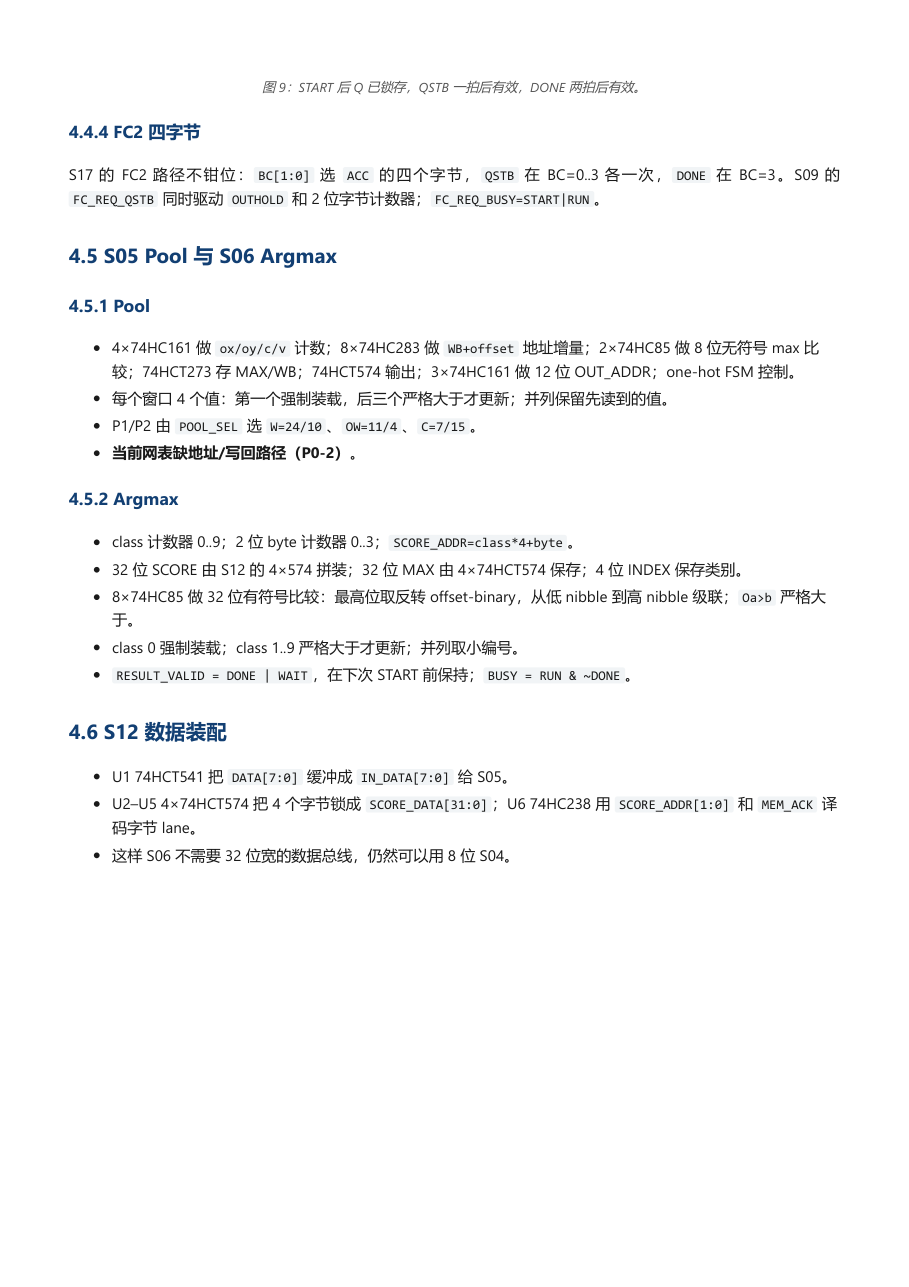 图 9：START 后 Q 已锁存，QSTB 一拍后有效，DONE 两拍后有效。
4.4.4 FC2 四字节
S17 的 FC2 路径不钳位：BC[1:0] 选 ACC 的四个字节，QSTB 在 BC=0..3 各一次，DONE 在 BC=3。S09 的
FC_REQ_QSTB 同时驱动 OUTHOLD 和 2 位字节计数器；FC_REQ_BUSY=START|RUN。
4.5 S05 Pool 与 S06 Argmax
4.5.1 Pool
• 4×74HC161 做 ox/oy/c/v 计数；8×74HC283 做 WB+offset 地址增量；2×74HC85 做 8 位无符号 max 比
较；74HCT273 存 MAX/WB；74HCT574 输出；3×74HC161 做 12 位 OUT_ADDR；one-hot FSM 控制。
• 每个窗口 4 个值：第一个强制装载，后三个严格大于才更新；并列保留先读到的值。
• P1/P2 由 POOL_SEL 选 W=24/10、OW=11/4、C=7/15。
• 当前网表缺地址/写回路径（P0-2）。
4.5.2 Argmax
• class 计数器 0..9；2 位 byte 计数器 0..3；SCORE_ADDR=class*4+byte。
• 32 位 SCORE 由 S12 的 4×574 拼装；32 位 MAX 由 4×74HCT574 保存；4 位 INDEX 保存类别。
• 8×74HC85 做 32 位有符号比较：最高位取反转 offset-binary，从低 nibble 到高 nibble 级联；Oa>b 严格大
于。
• class 0 强制装载；class 1..9 严格大于才更新；并列取小编号。
• RESULT_VALID = DONE | WAIT，在下次 START 前保持；BUSY = RUN & ~DONE。
4.6 S12 数据装配
• U1 74HCT541 把 DATA[7:0] 缓冲成 IN_DATA[7:0] 给 S05。
• U2–U5 4×74HCT574 把 4 个字节锁成 SCORE_DATA[31:0]；U6 74HC238 用 SCORE_ADDR[1:0] 和 MEM_ACK 译
码字节 lane。
• 这样 S06 不需要 32 位宽的数据总线，仍然可以用 8 位 S04。